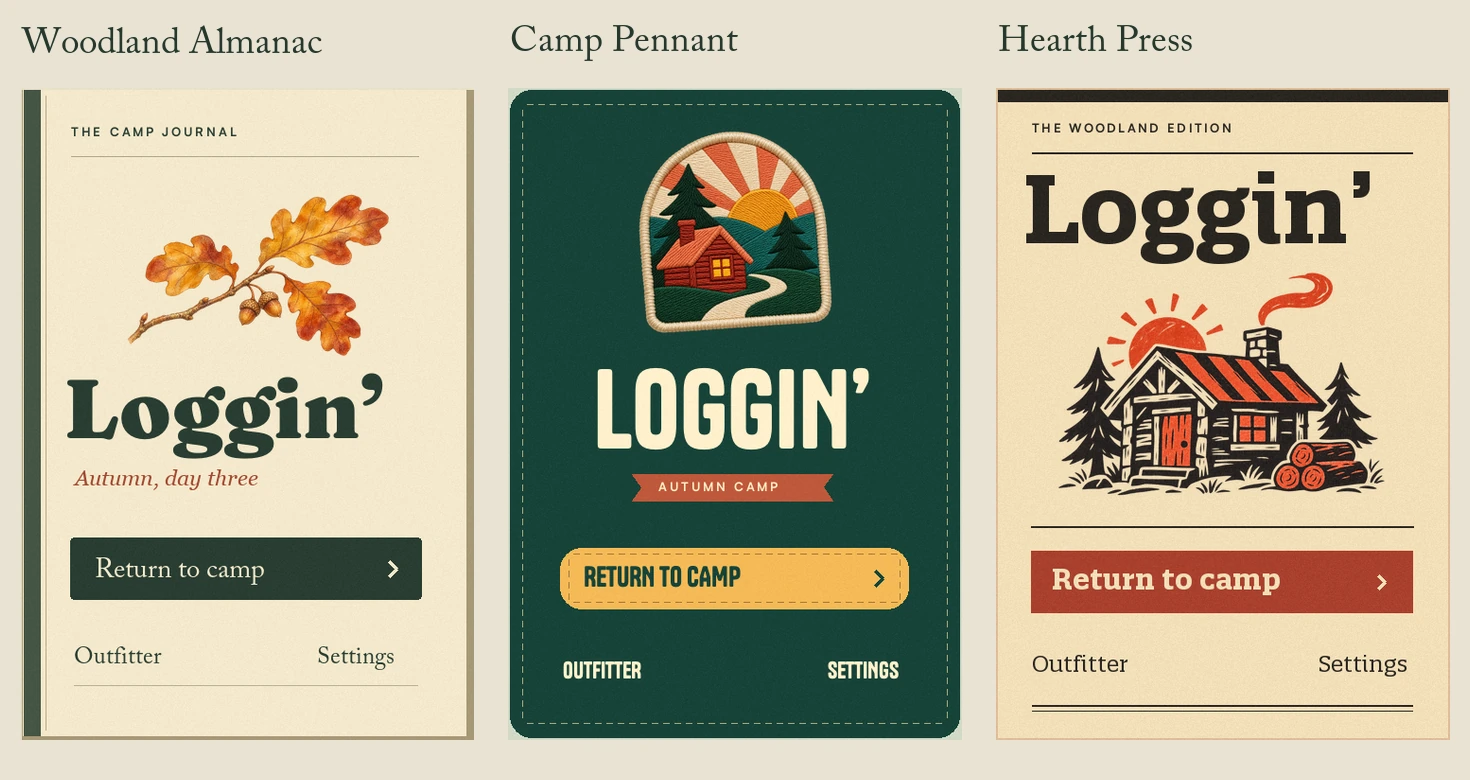 Woodland Almanac
THE CAMP JOURNAL
Loggin’
Autumn, day three
Return to camp
Outfitter
Settings
Camp Pennant
LOGGIN’
AUTUMN CAMP
RETURN TO CAMP
OUTFITTER
SETTINGS
Hearth Press
THE WOODLAND EDITION
Loggin’
Return to camp
Outfitter
Settings